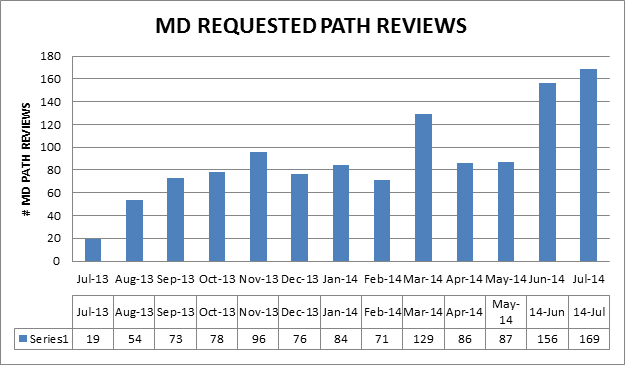 MD REQUESTED PATH REVIEWS
# MD PATH REVIEWS
180
160
140
120
100
80
60
40
20
0
Jul-13 Aug-13 Sep-13 Oct-13 Nov-13 Dec-13 Jan-14 Feb-14 Mar-14 Apr-14 May-14 Jun-14 Jul-14
Jul-13 Aug-13 Sep-13 Oct-13 Nov-13 Dec-13 Jan-14 Feb-14 Mar-14 Apr-14 May-14 14-Jun 14-Jul
Series1 19 54 73 78 96 76 84 71 129 86 87 156 169